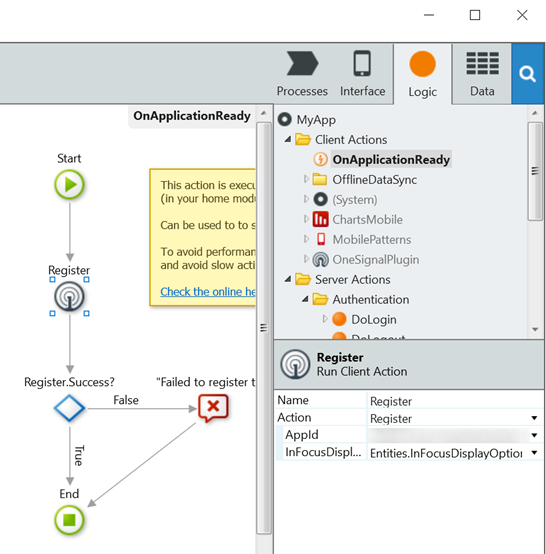 Processes
Interface
Logic
Data
OnApplicationReady
Start
Register
Register.Success?
"Failed to register t
False
True
End
This action is execu
(in your home modu
Can be used to to s
To avoid performan
and avoid slow acti
Check the online he
MyApp
Client Actions
OnApplicationReady
OfflineDataSync
(System)
ChartsMobile
MobilePatterns
OneSignalPlugin
Server Actions
Authentication
DoLogin
DoLogout
Register
Run Client Action
Name Register
Action Register
AppId
InFocusDispl... Entities.InFocusDisplayOption